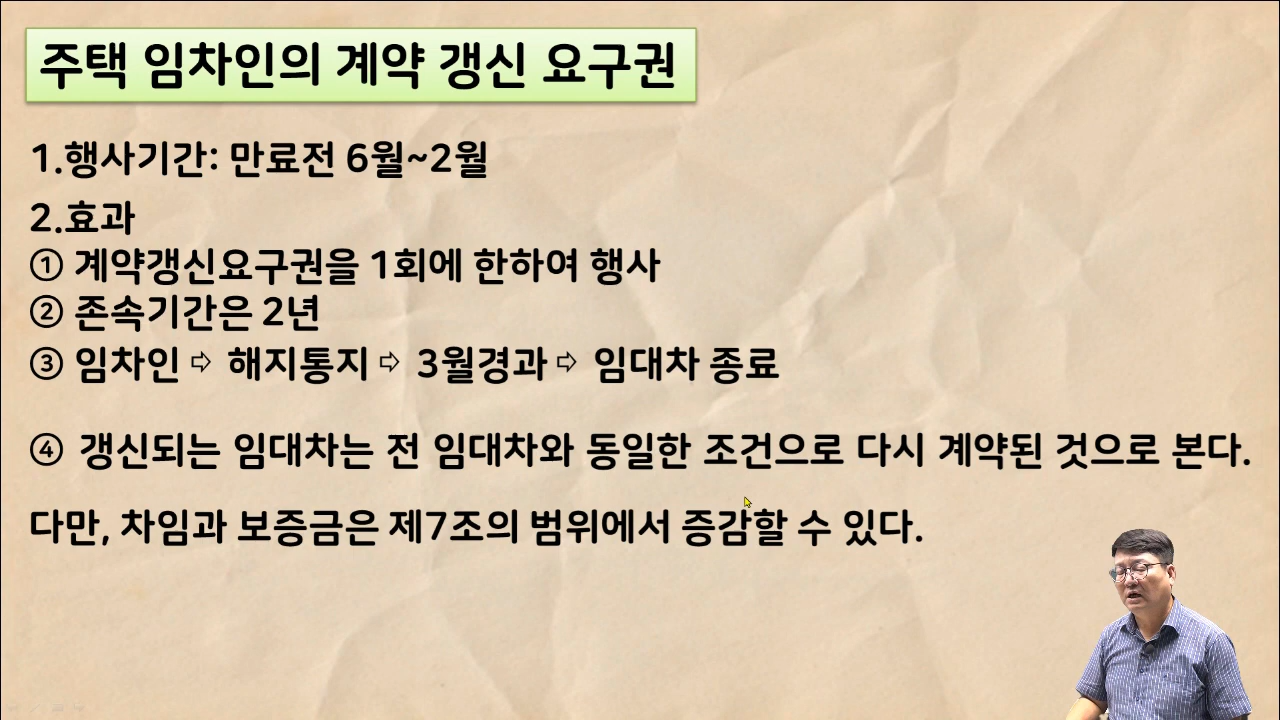 주택 임차인의 계약 갱신 요구권
1.행사기간: 만료전 6월~2월
2.효과
① 계약갱신요구권을 1회에 한하여 행사
② 존속기간은 2년
③ 임차인 ⇨ 해지통지 ⇨ 3월경과 ⇨ 임대차 종료
④ 갱신되는 임대차는 전 임대차와 동일한 조건으로 다시 계약된 것으로 본다.
다만, 차임과 보증금은 제7조의 범위에서 증감할 수 있다.